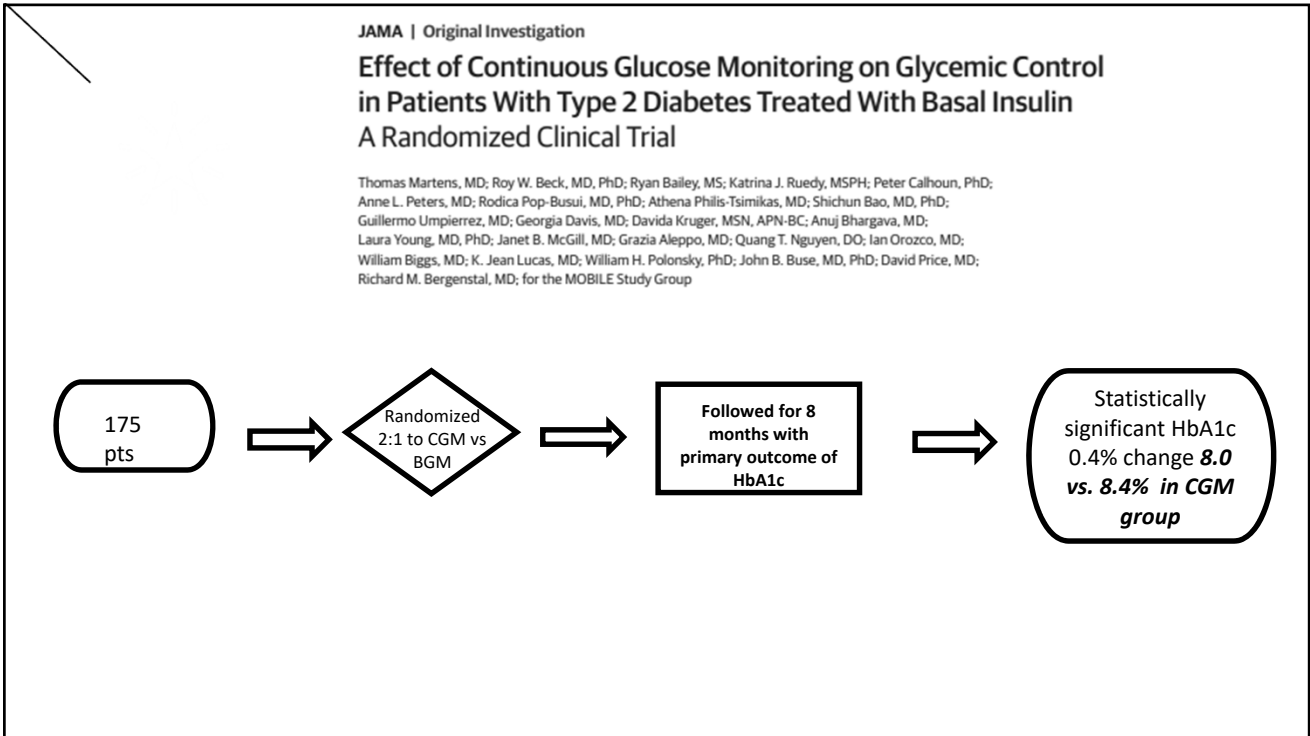 JAMA | Original Investigation
Effect of Continuous Glucose Monitoring on Glycemic Control
in Patients With Type 2 Diabetes Treated With Basal Insulin
A Randomized Clinical Trial
Thomas Martens, MD; Roy W. Beck, MD, PhD; Ryan Bailey, MS; Katrina J. Ruedy, MSPH; Peter Calhoun, PhD;
Anne L. Peters, MD; Rodica Pop-Busui, MD, PhD; Athena Philis-Tsimikas, MD; Shichun Bao, MD, PhD;
Guillermo Umpierrez, MD; Georgia Davis, MD; Davida Kruger, MSN, APN-BC; Anuj Bhargava, MD;
Laura Young, MD, PhD; Janet B. McGill, MD; Grazia Aleppo, MD; Quang T. Nguyen, DO; Ian Orozco, MD;
William Biggs, MD; K. Jean Lucas, MD; William H. Polonsky, PhD; John B. Buse, MD, PhD; David Price, MD;
Richard M. Bergenstal, MD; for the MOBILE Study Group
175
pts
Randomized
2:1 to CGM vs
BGM
Followed for 8
months with
primary outcome of
HbA1c
Statistically
significant HbA1c
0.4% change 8.0
vs. 8.4% in CGM
group